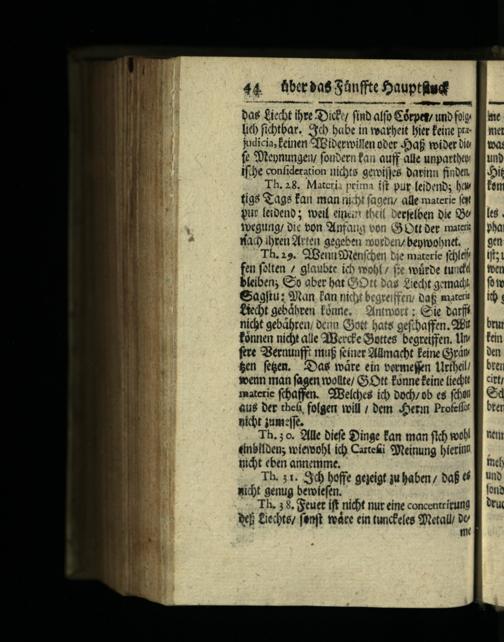 44 über das Fünffte Hauptstuck
das Liecht ihre Dicke/ sind also Cörper/ und folg-
lich sichtbar. Ich habe in warheit hier keine præ-
judicia, keinen Widerwillen oder Haß wider die-
se Meynungen/ sondern kan auff alle unparthey-
ische consideration nichts gewisses darinn finden.
Th. 28. Materia prima ist pur leidend; heu-
tigs Tags kan man nicht sagen/ alle materie seye
pur leidend; weil einem theil derselben die Be-
wegung/ die von Anfang von GOtt der materie
nach ihren Arten gegeben worden/ beywohnet.
Th. 29. Wenn Menschen die materie schleif-
fen solten / glaubte ich wohl / sie würde tunckel
bleiben; So aber hat GOtt das Liecht gemacht.
Sagstu: Man kan nicht begreiffen/ daß materie
Liecht gebähren könne. Antwort: Sie darffs
nicht gebähren/ denn Gott hats geschaffen. Wir
können nicht alle Wercke Gottes begreiffen. Un-
sere Vernunfft muß seiner Allmacht keine Grän-
tzen setzen. Das wäre ein vermessen Urtheil/
wenn man sagen wollte/ GOtt könne keine liechte
materie schaffen. Welches ich doch/ ob es schon
aus der thesi folgen will / dem Herrn Professor
nicht zumesse.
Th. 30. Alle diese Dinge kan man sich wohl
einbilden; wiewohl ich Cartesii Meinung hierinn
nicht eben annemme.
Th. 31. Ich hoffe gezeigt zu haben/ daß es
nicht genug bewiesen.
Th. 38. Feuer ist nicht nur eine concentrirung
deß Liechts/ sonst wäre ein tunckeles Metall/ de-
me